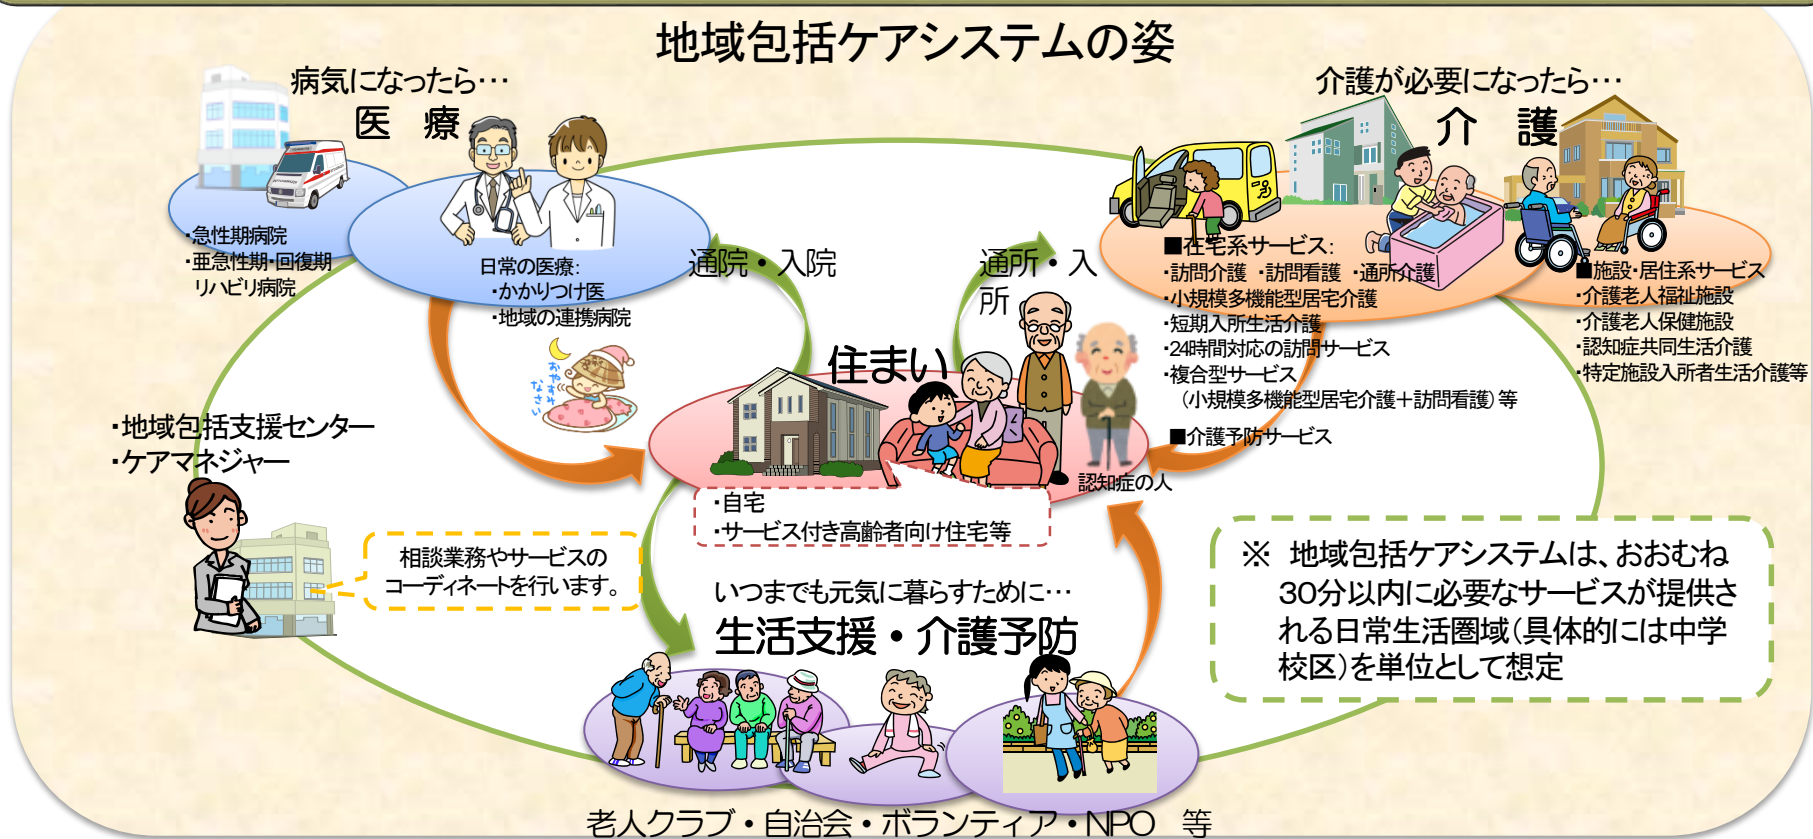 地域包括ケアシステムの姿
病気になったら…
医 療
・急性期病院
・亜急性期・回復期
リハビリ病院
日常の医療:
・かかりつけ医
・地域の連携病院
通院・入院
通所・入
所
介護が必要になったら…
介 護
■在宅系サービス:
・訪問介護 ・訪問看護 ・通所介護
・小規模多機能型居宅介護
・短期入所生活介護
・24時間対応の訪問サービス
・複合型サービス
(小規模多機能型居宅介護+訪問看護)等
■介護予防サービス
■施設・居住系サービス
・介護老人福祉施設
・介護老人保健施設
・認知症共同生活介護
・特定施設入所者生活介護等
おやすみ
なさい
住まい
認知症の人
・自宅
・サービス付き高齢者向け住宅等
・地域包括支援センター
・ケアマネジャー
相談業務やサービスの
コーディネートを行います。
いつまでも元気に暮らすために…
生活支援・介護予防
老人クラブ・自治会・ボランティア・NPO 等
※ 地域包括ケアシステムは、おおむね
30分以内に必要なサービスが提供さ
れる日常生活圏域(具体的には中学
校区)を単位として想定